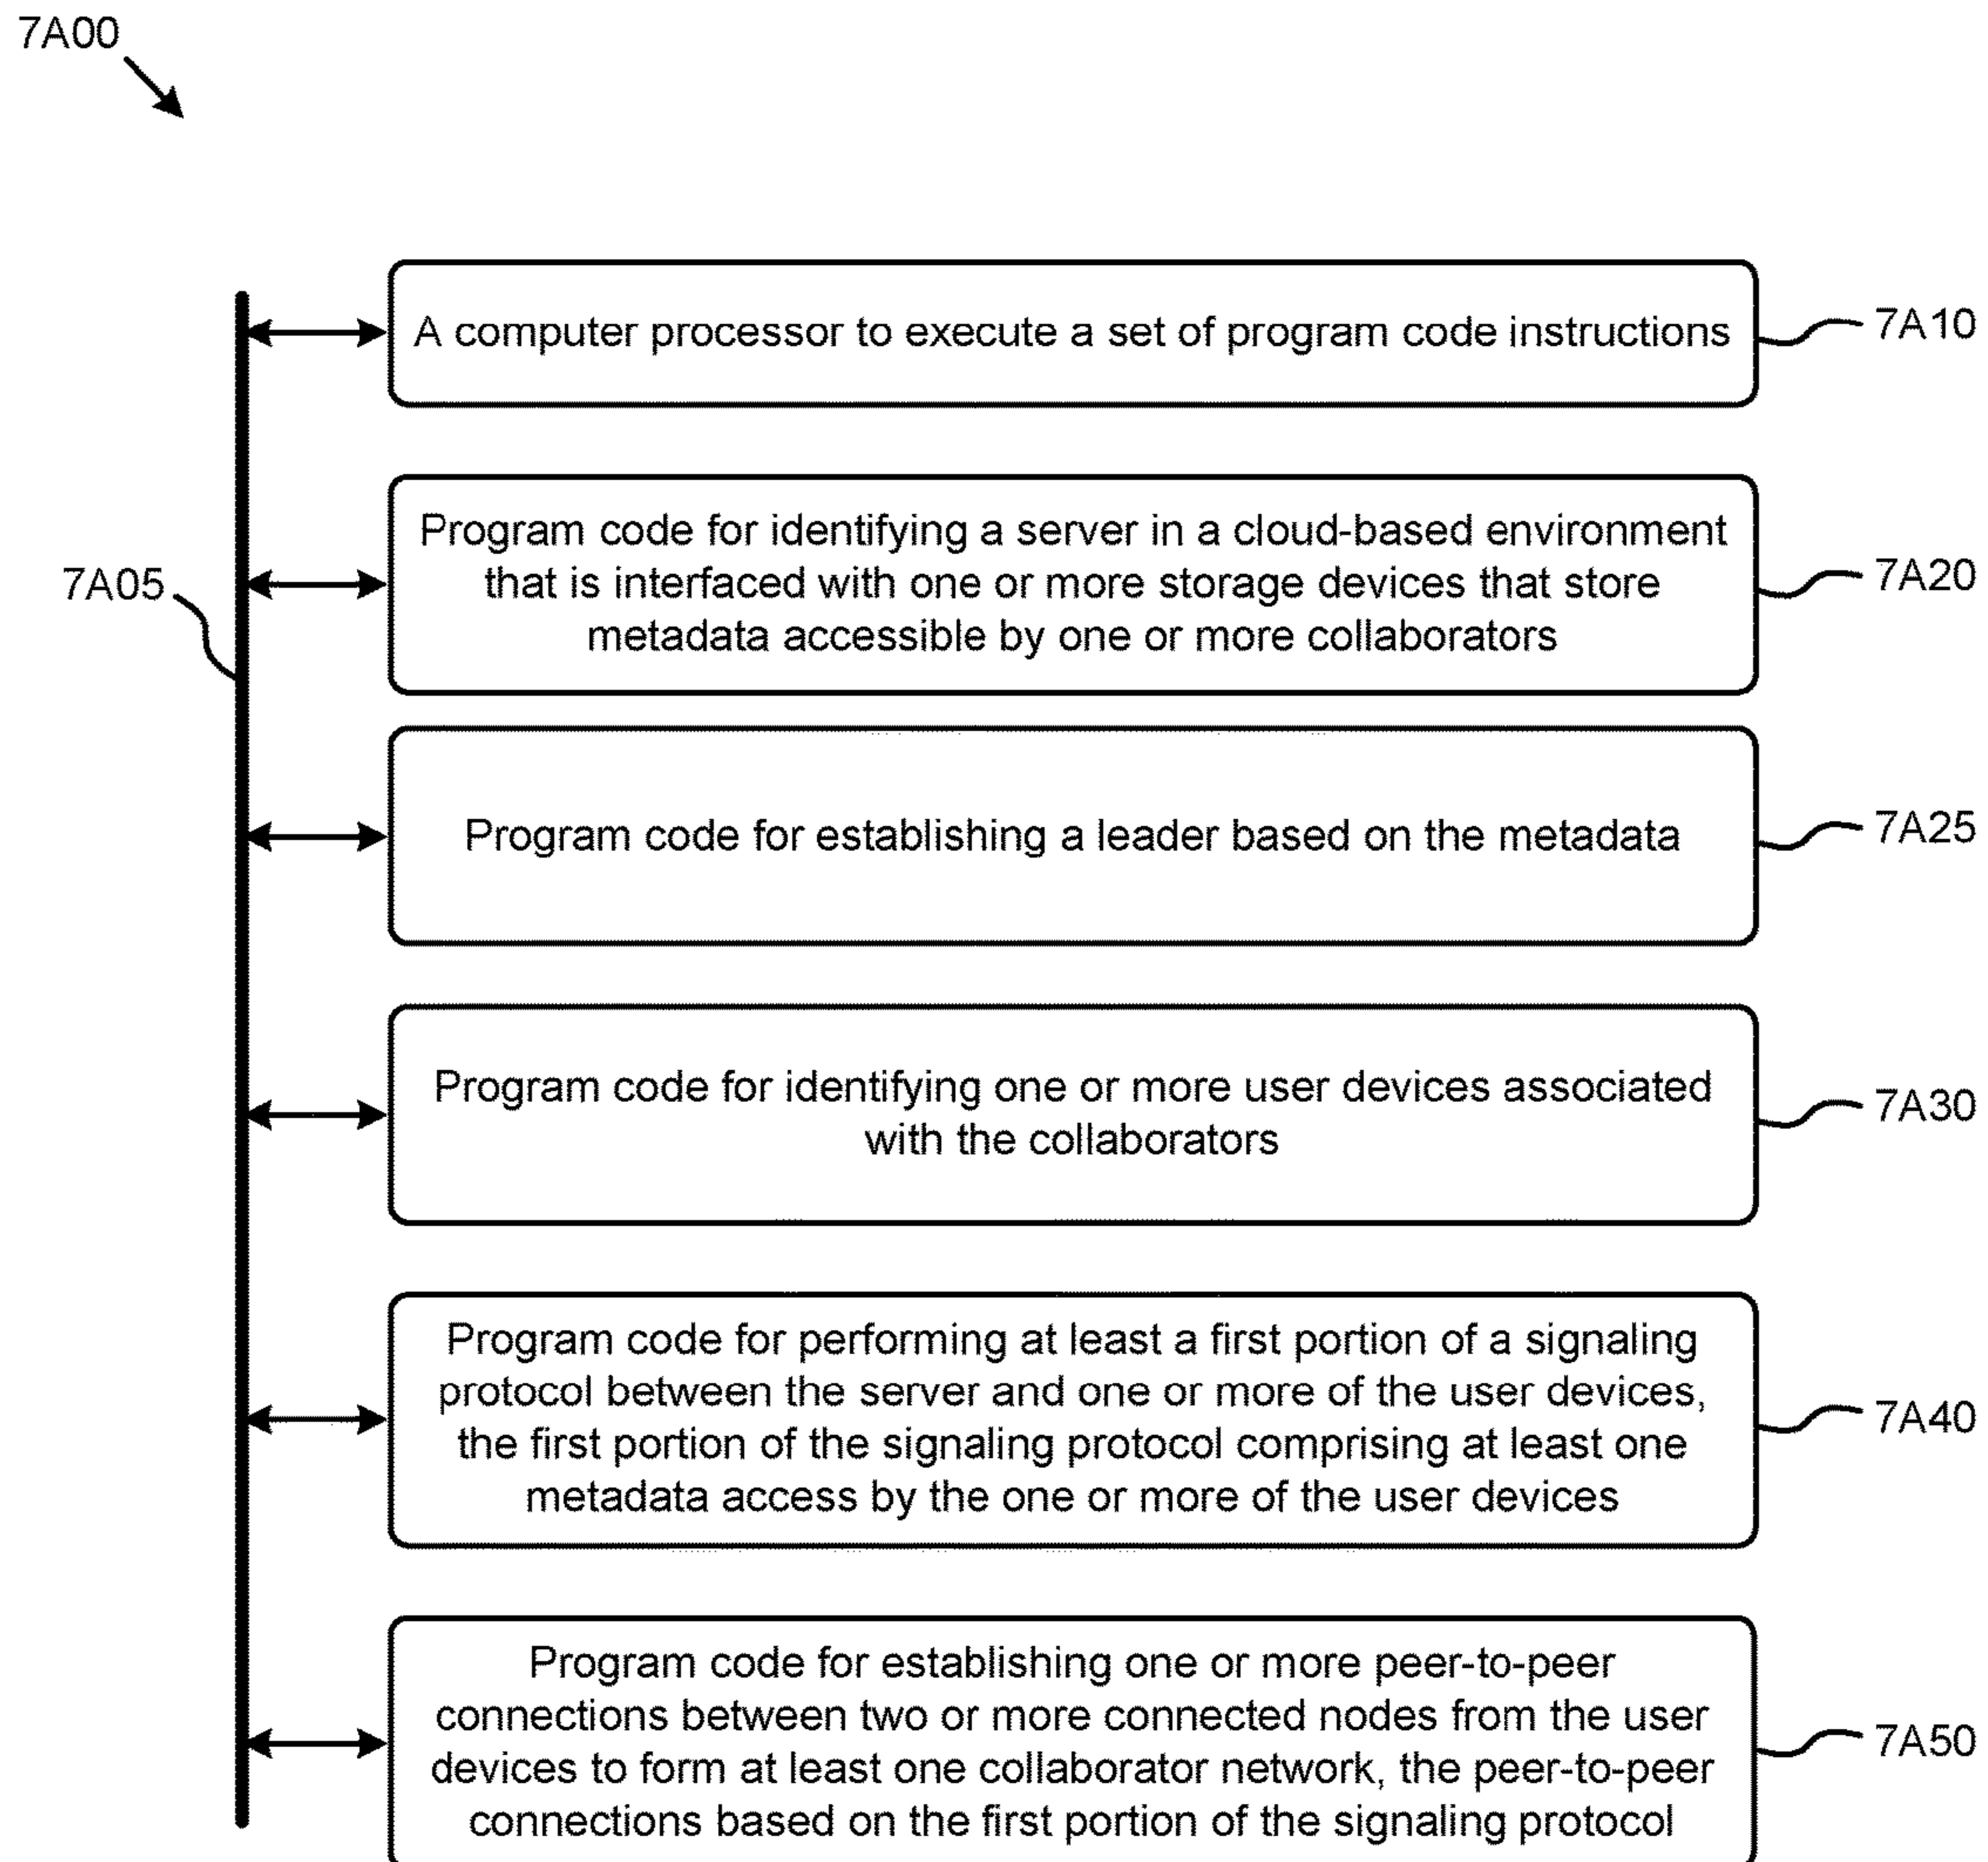 7A00
A computer processor to execute a set of program code instructions
7A10
Program code for identifying a server in a cloud-based environment
that is interfaced with one or more storage devices that store
metadata accessible by one or more collaborators
7A20
7A05
Program code for establishing a leader based on the metadata
7A25
Program code for identifying one or more user devices associated
with the collaborators
7A30
Program code for performing at least a first portion of a signaling
protocol between the server and one or more of the user devices,
the first portion of the signaling protocol comprising at least one
metadata access by the one or more of the user devices
7A40
Program code for establishing one or more peer-to-peer
connections between two or more connected nodes from the user
devices to form at least one collaborator network, the peer-to-peer
connections based on the first portion of the signaling protocol
7A50